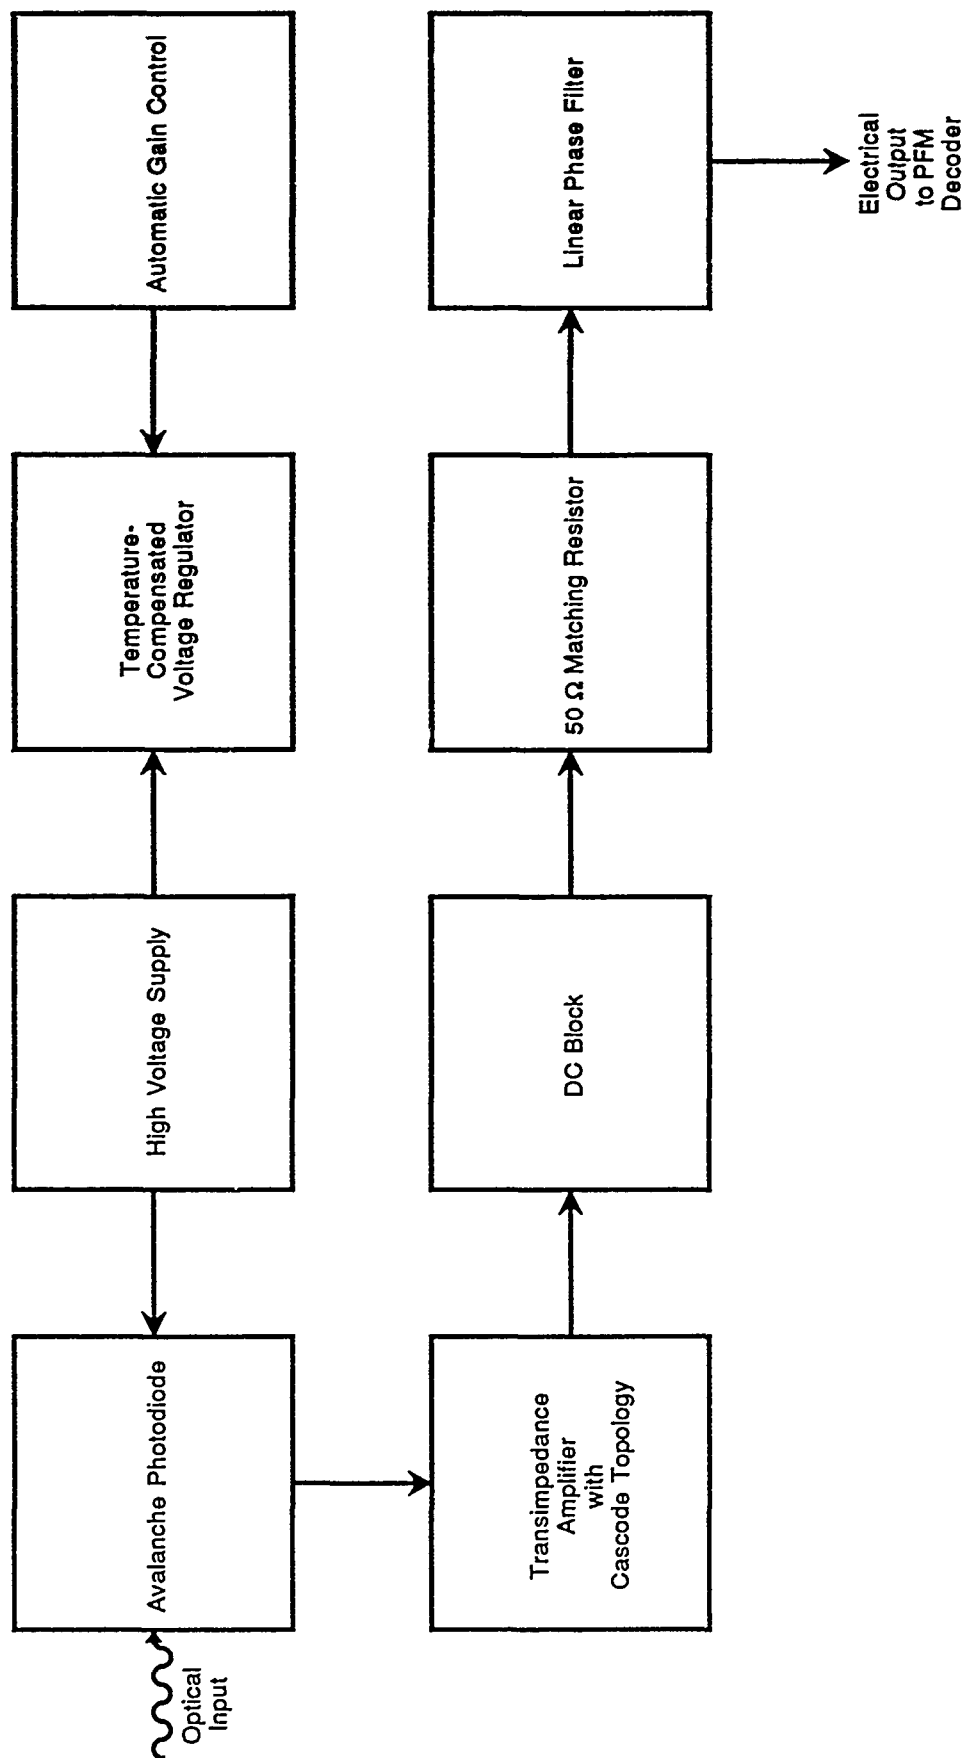 Optical
Input
Avalanche Photodiode
High Voltage Supply
Temperature-
Compensated
Voltage Regulator
Automatic Gain Control
Transimpedance
Amplifier
with
Cascode Topology
DC Block
50 Ω Matching Resistor
Linear Phase Filter
Electrical
Output
to PFM
Decoder